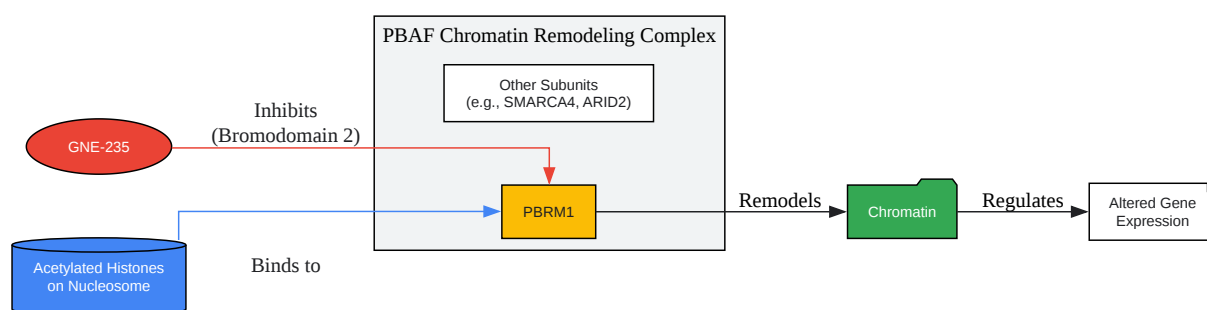 PBAF Chromatin Remodeling Complex
Other Subunits
(e.g., SMARCA4, ARID2)
Inhibits
(Bromodomain 2)
GNE-235
PBRM1
Remodels
Chromatin
Regulates
Altered Gene
Expression
Acetylated Histones
on Nucleosome
Binds to